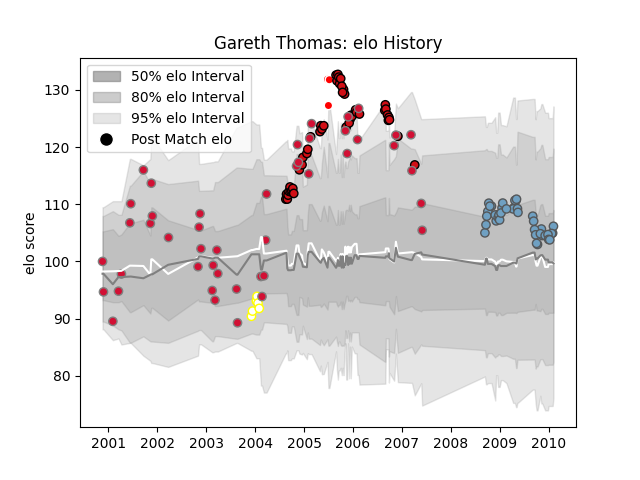 Gareth Thomas: elo History
50% elo Interval
80% elo Interval
95% elo Interval
Post Match elo
elo score
130
120
110
100
90
80
2001 2002 2003 2004 2005 2006 2007 2008 2009 2010